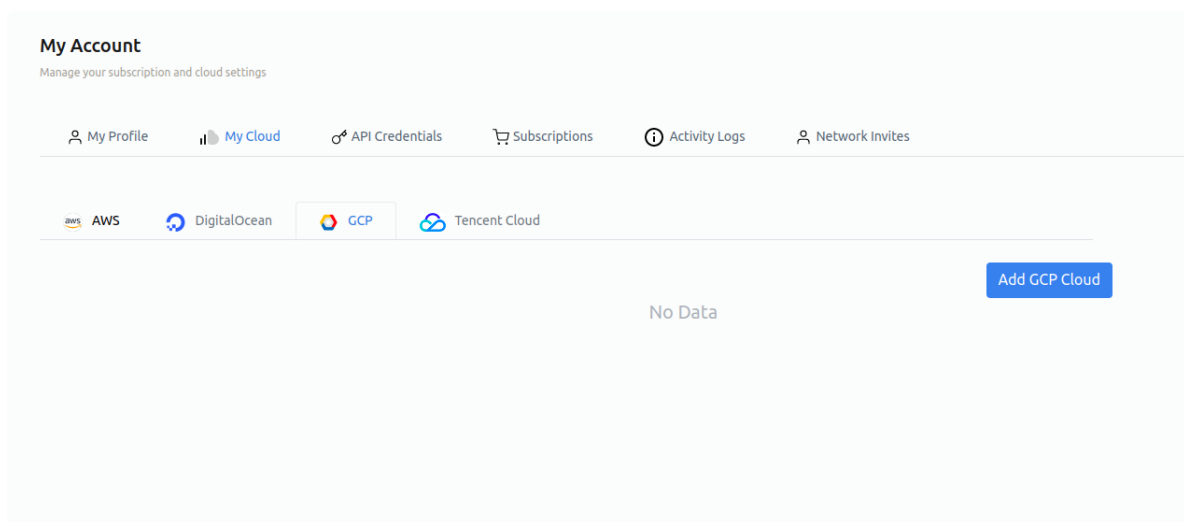 My Account
Manage your subscription and cloud settings
My Profile My Cloud API Credentials Subscriptions Activity Logs Network Invites
aws AWS DigitalOcean GCP Tencent Cloud
Add GCP Cloud
No Data